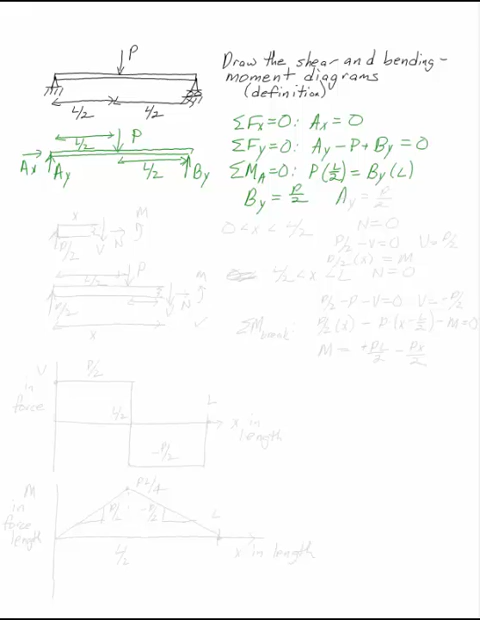 P
Draw the shear and bending-
moment diagrams
(definition)
L/2 L/2
ΣFx=0: Ax=0
L/2 P
ΣFy=0: Ay-P+By=0
Ax Ay L/2 By
ΣMA=0: P(L/2)=By(L)
By=P/2 Ay=P/2
x M
0<x<L/2 N=0
P/2 V N
P/2-V=0 V=P/2
P/2(x)=M
L/2 P
L/2<x<L N=0
M
P/2 V N
P/2-P-V=0 V=-P/2
x
ΣMbreak: P/2(x)-P(x-L/2)-M=0
M=+PL/2-Px/2
V P/2
in
force L/2 L x in
length
-P/2
M PL/4
in P/2 -P/2
force L
length
L/2 x in length